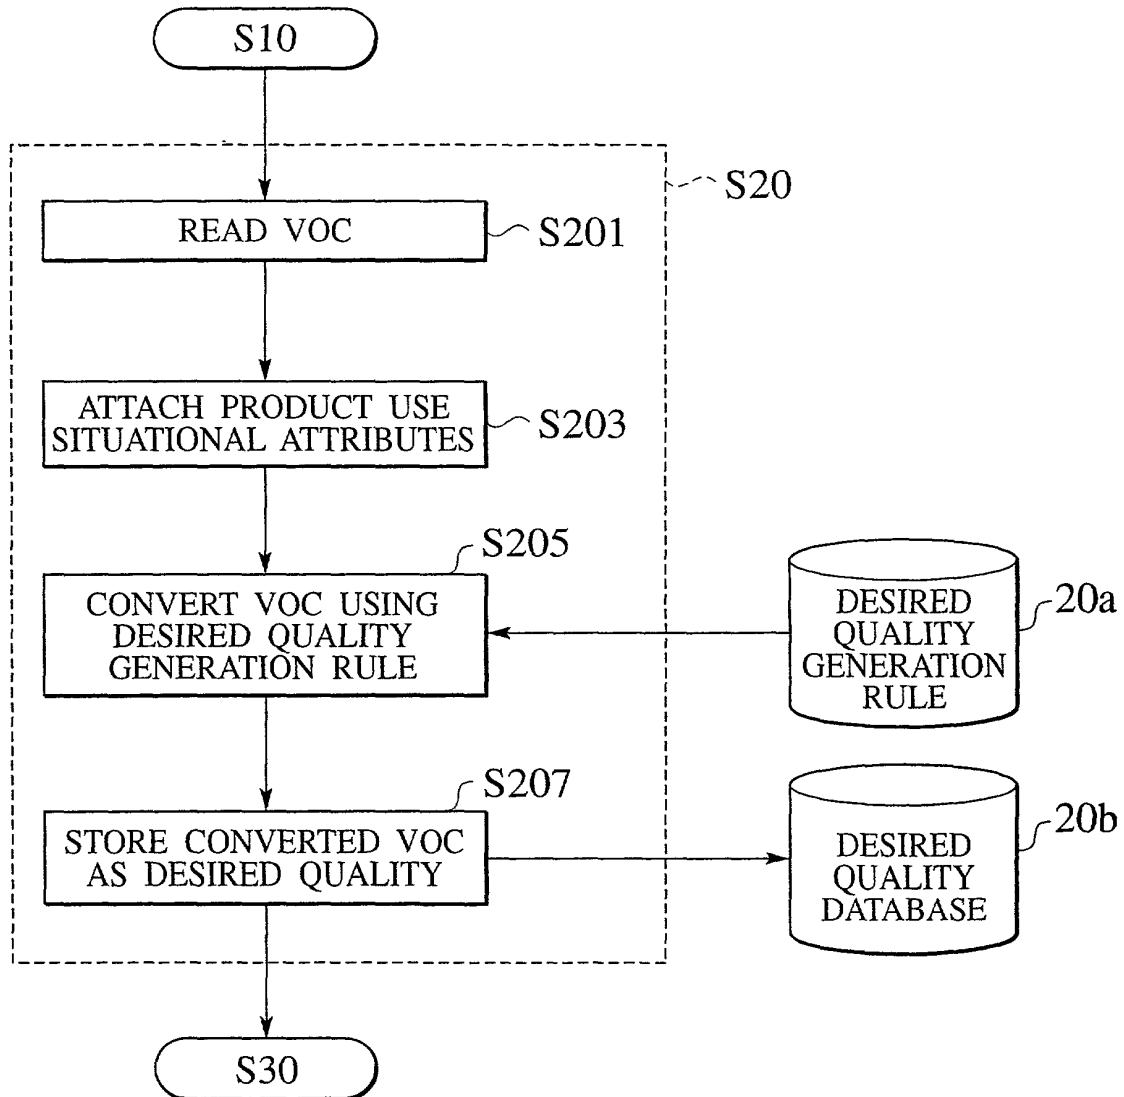 S10
S20
READ VOC
S201
ATTACH PRODUCT USE
SITUATIONAL ATTRIBUTES
S203
S205
CONVERT VOC USING
DESIRED QUALITY
GENERATION RULE
DESIRED
QUALITY
GENERATION
RULE
20a
S207
STORE CONVERTED VOC
AS DESIRED QUALITY
DESIRED
QUALITY
DATABASE
20b
S30